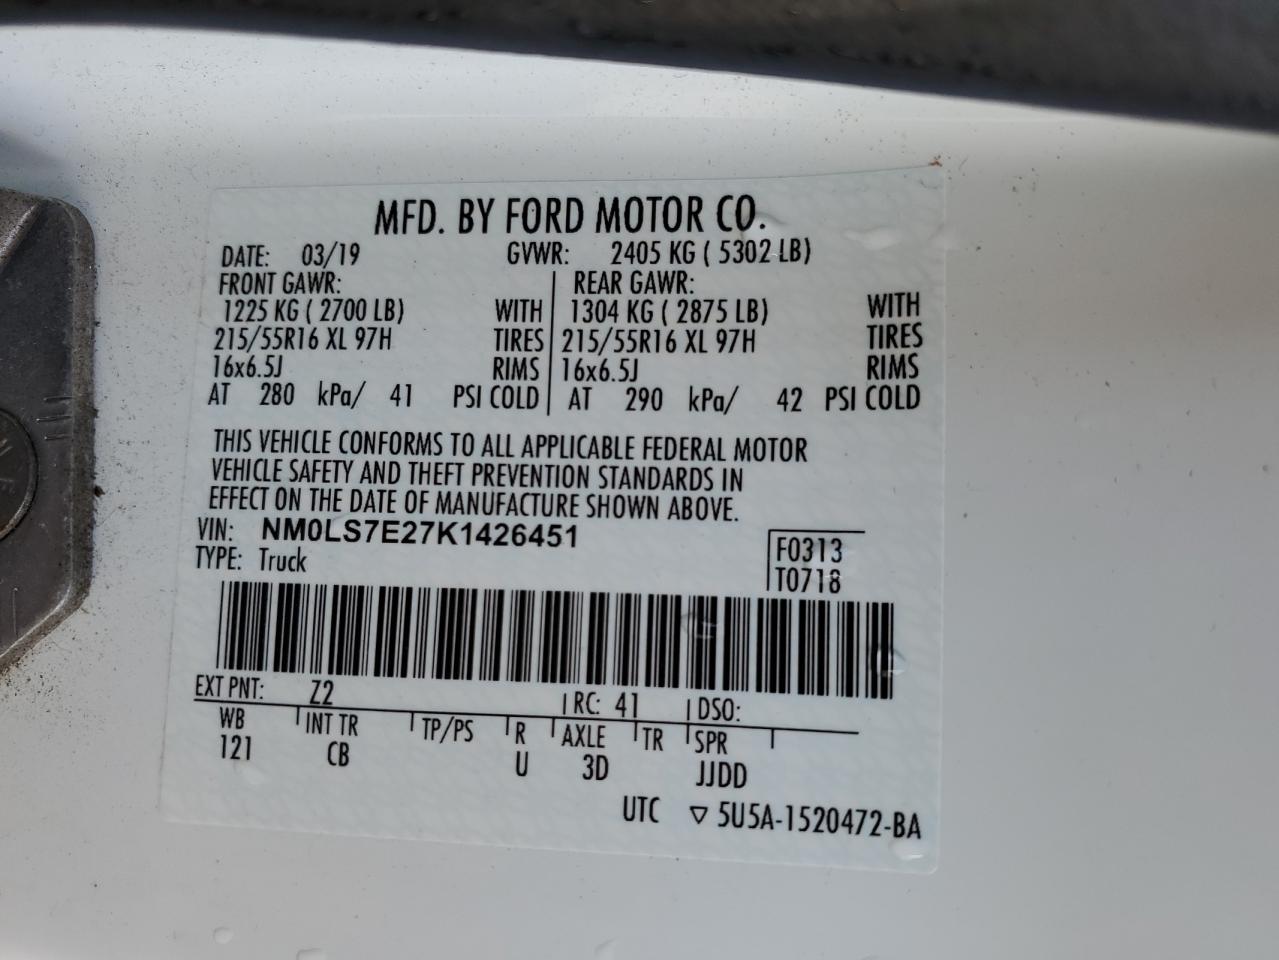 MFD. BY FORD MOTOR CO.
DATE: 03/19 GVWR: 2405 KG ( 5302 LB)
FRONT GAWR: REAR GAWR:
1225 KG ( 2700 LB) WITH 1304 KG ( 2875 LB) WITH
215/55R16 XL 97H TIRES 215/55R16 XL 97H TIRES
16x6.5J RIMS 16x6.5J RIMS
AT 280 kPa/ 41 PSI COLD AT 290 kPa/ 42 PSI COLD
THIS VEHICLE CONFORMS TO ALL APPLICABLE FEDERAL MOTOR
VEHICLE SAFETY AND THEFT PREVENTION STANDARDS IN
EFFECT ON THE DATE OF MANUFACTURE SHOWN ABOVE.
VIN: NM0LS7E27K1426451
F0313
TYPE: Truck
T0718
EXT PNT: Z2 RC: 41 DSO:
WB INT TR TP/PS R AXLE TR SPR
121 CB U 3D JJDD
UTC ▽ 5U5A-1520472-BA